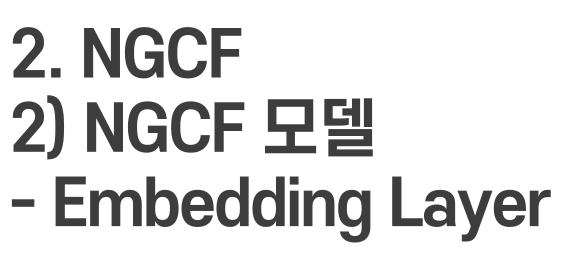 2. NGCF
2) NGCF 모델
- Embedding Layer